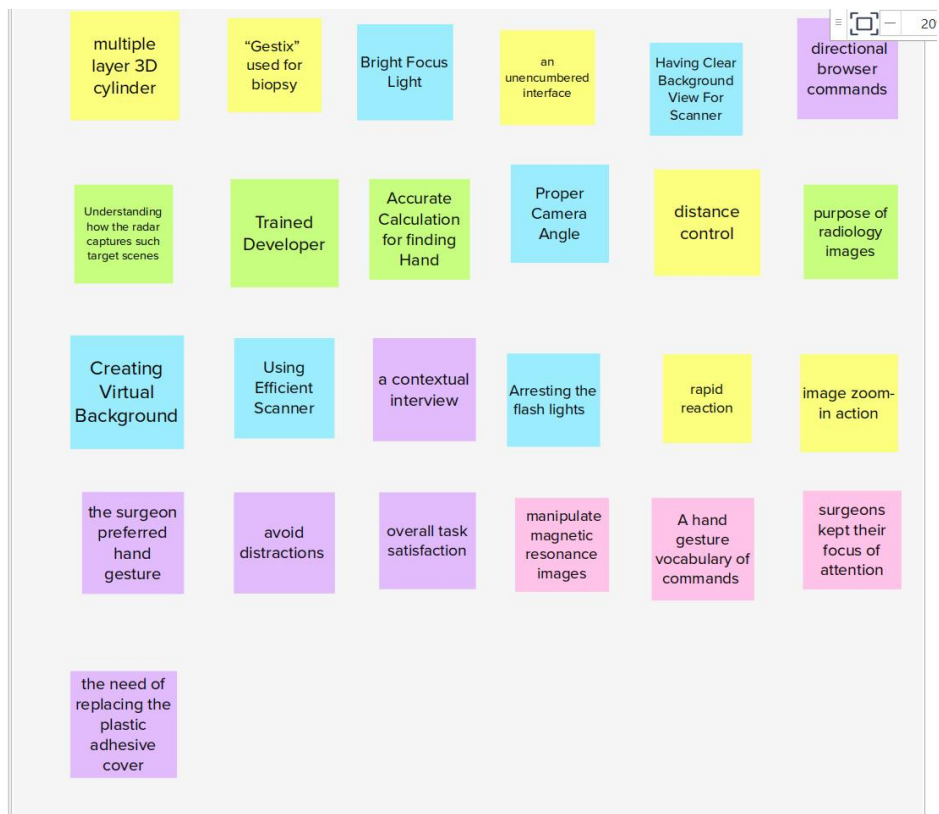 multiple
layer 3D
cylinder
“Gestix”
used for
biopsy
Bright Focus
Light
an
unencumbered
interface
Having Clear
Background
View For
Scanner
directional
browser
commands
20
Understanding
how the radar
captures such
target scenes
Trained
Developer
Accurate
Calculation
for finding
Hand
Proper
Camera
Angle
distance
control
purpose of
radiology
images
Creating
Virtual
Background
Using
Efficient
Scanner
a contextual
interview
Arresting the
flash lights
rapid
reaction
image zoom-
in action
the surgeon
preferred
hand
gesture
avoid
distractions
overall task
satisfaction
manipulate
magnetic
resonance
images
A hand
gesture
vocabulary of
commands
surgeons
kept their
focus of
attention
the need of
replacing the
plastic
adhesive
cover